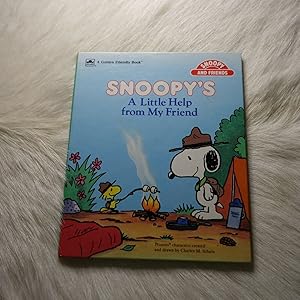 A Golden Friendly Book
SNOOPY
AND FRIENDS
SNOOPY'S
A Little Help
from My Friend
Peanuts® characters created
and drawn by Charles M. Schulz